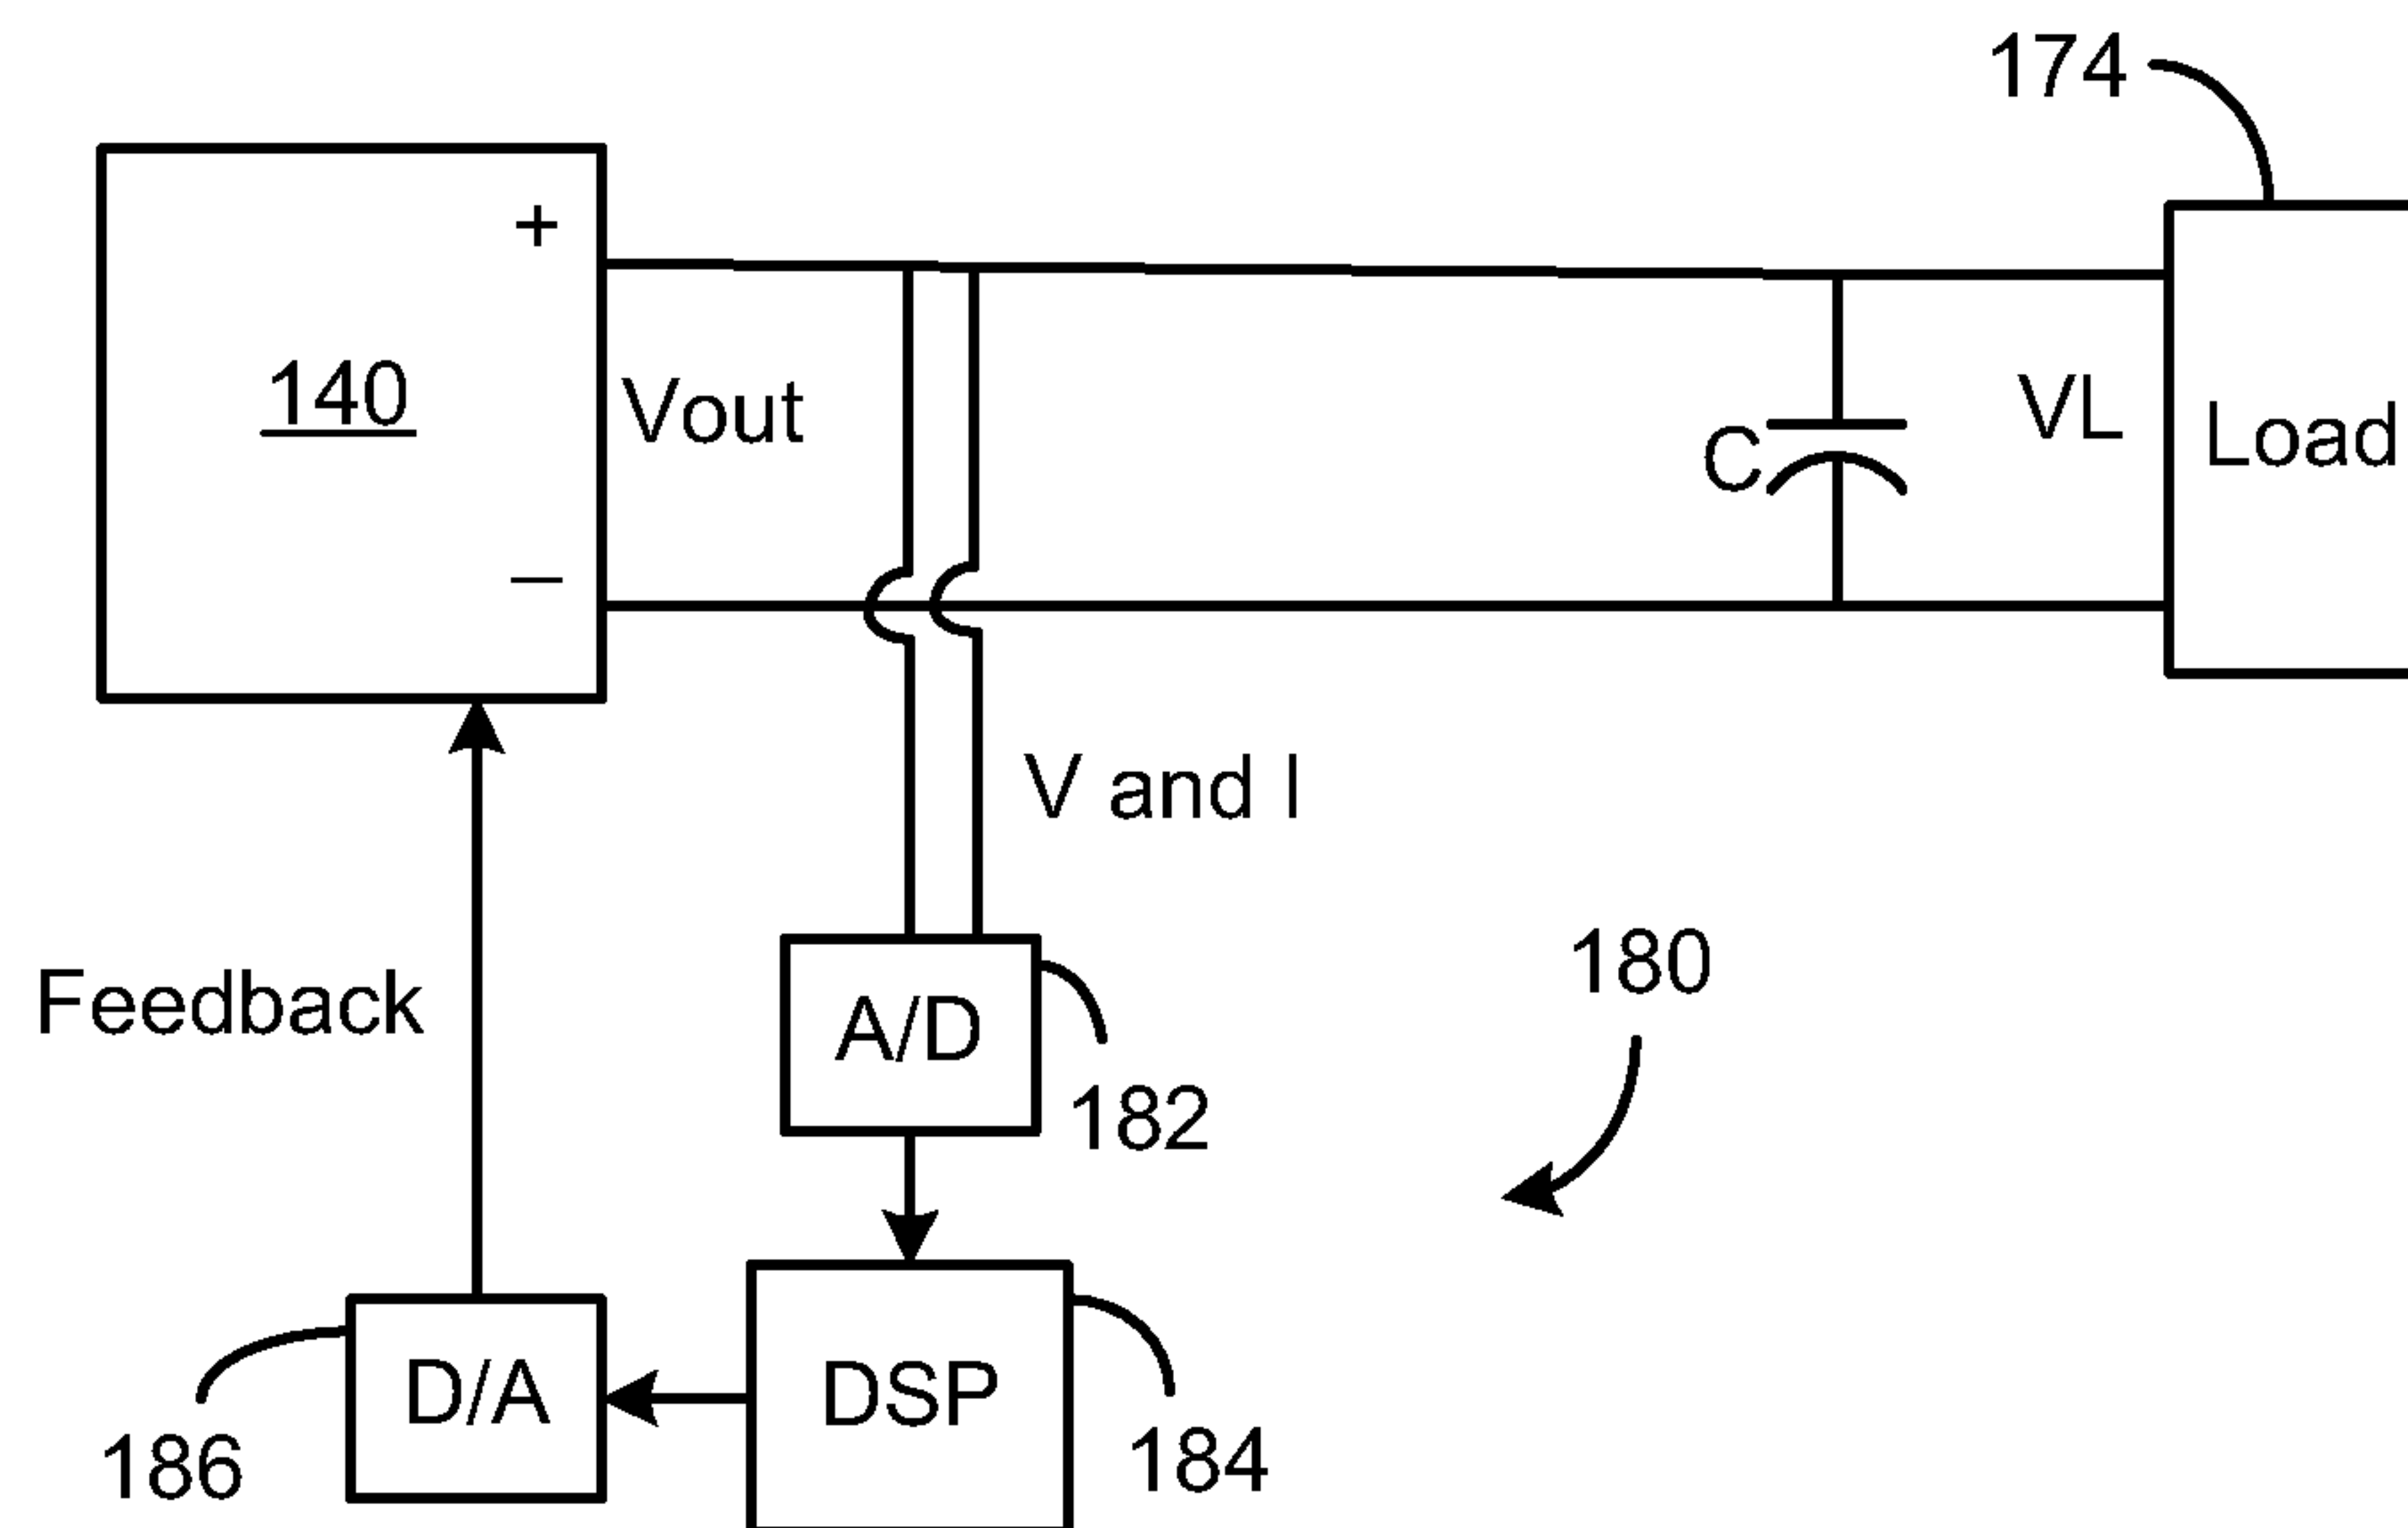 174
+
140
Vout
C
VL
Load
–
V and I
Feedback
A/D
180
182
D/A
DSP
186
184